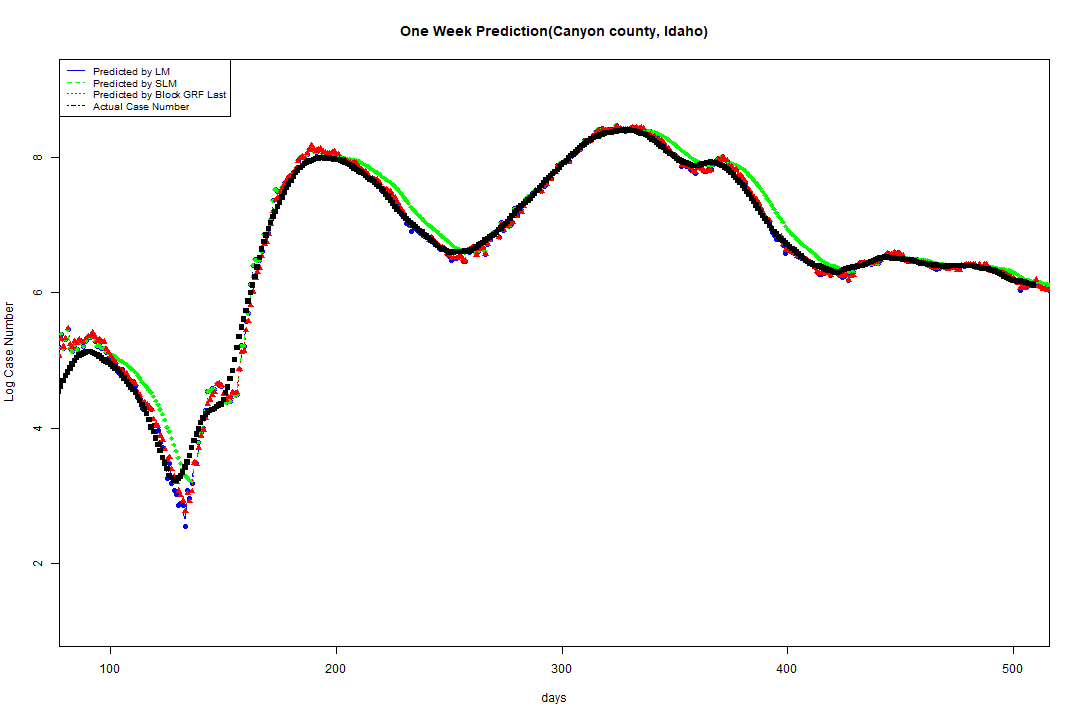 One Week Prediction(Canyon county, Idaho)
Predicted by LM
Predicted by SLM
Predicted by Block GRF Last
Actual Case Number
8
6
4
2
Log Case Number
100 200 300 400 500
days